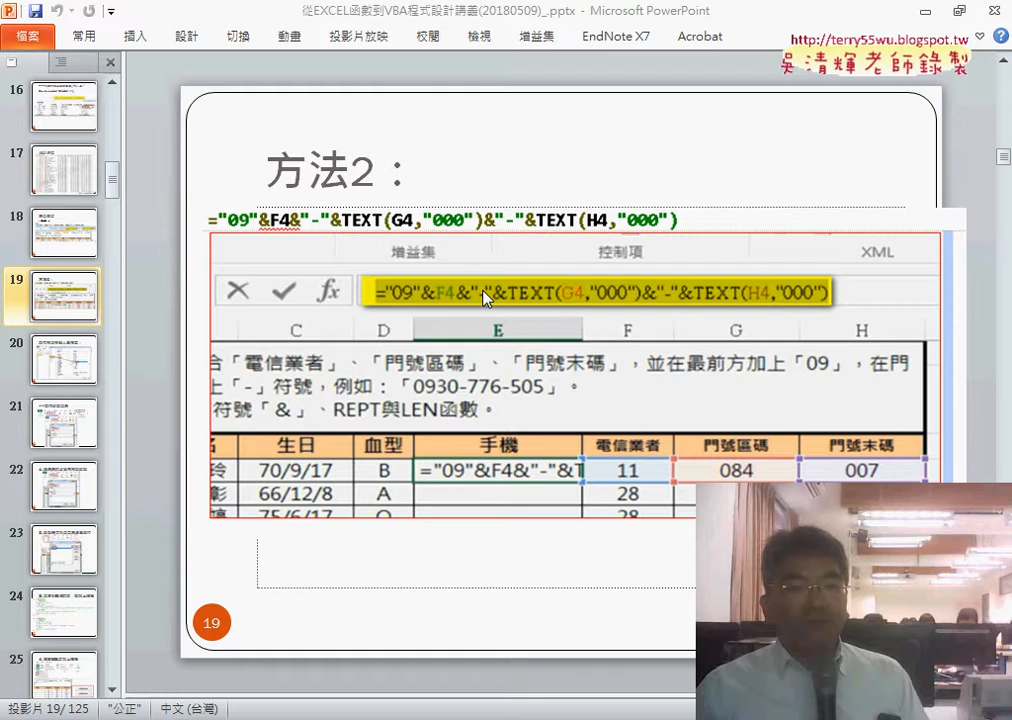 從EXCEL函數到VBA程式設計講義(20180509)_.pptx - Microsoft PowerPoint
檔案 常用 插入 設計 切換 動畫 投影片放映 校閱 檢視 增益集 EndNote X7 Acrobat
http://terry55wu.blogspot.tw
吳清輝老師錄製
16
17
18
19
20
21
22
23
24
25
方法2：
="09"&F4&"-"&TEXT(G4,"000")&"-"&TEXT(H4,"000")
增益集 控制項 XML
fx ="09"&F4&"-"&TEXT(G4,"000")&"-"&TEXT(H4,"000")
C D E F G H
合「電信業者」、「門號區碼」、「門號末碼」，並在最前方加上「09」，在門
上「-」符號，例如：「0930-776-505」。
符號「&」、REPT與LEN函數。
名 生日 血型 手機 電信業者 門號區碼 門號末碼
玲 70/9/17 B ="09"&F4&"-"&T 11 084 007
彰 66/12/8 A 28
75/6/17 O 28
19
投影片 19/125 "公正" 中文 (台灣)